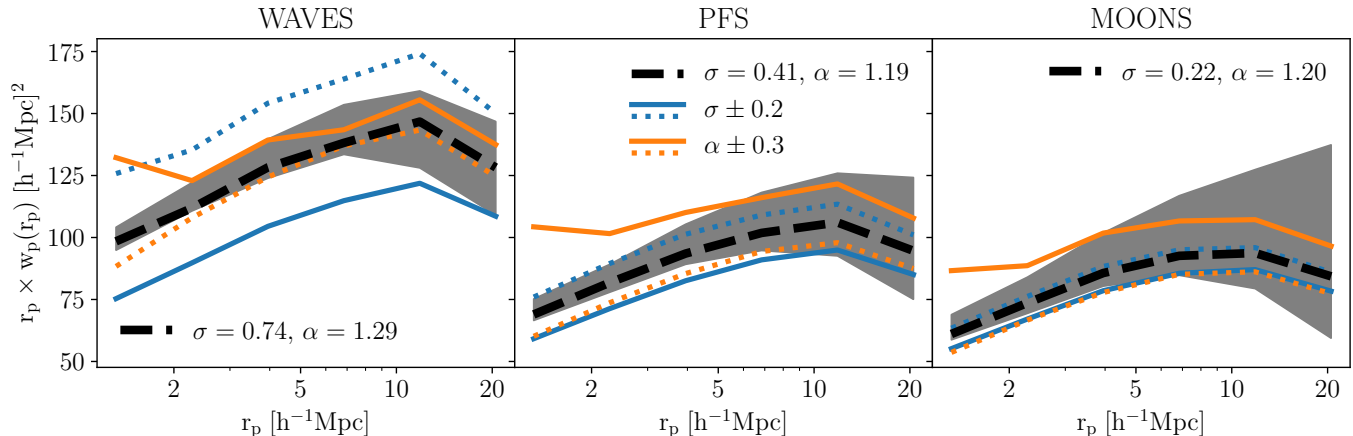 WAVES PFS MOONS
r_p × w_p(r_p) [h⁻¹Mpc]²
175
150
125
100
75
50
σ = 0.74, α = 1.29
σ = 0.41, α = 1.19
σ ± 0.2
α ± 0.3
σ = 0.22, α = 1.20
2 5 10 20
2 5 10 20
2 5 10 20
r_p [h⁻¹Mpc]
r_p [h⁻¹Mpc]
r_p [h⁻¹Mpc]